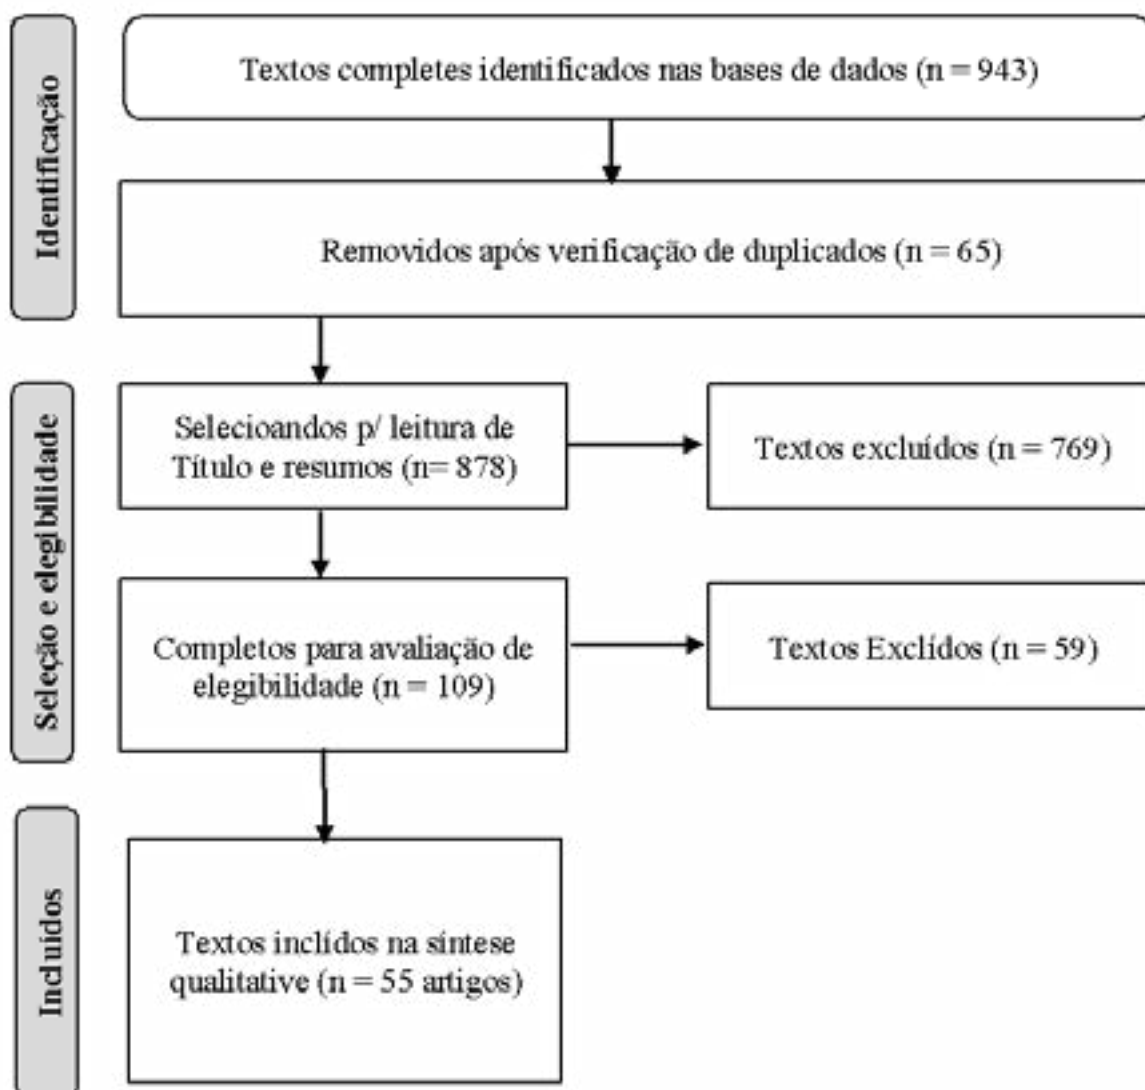 Identificação
Textos completes identificados nas bases de dados (n = 943)
Removidos após verificação de duplicados (n = 65)
Seleção e elegibilidade
Selecioandos p/ leitura de
Título e resumos (n= 878)
Textos excluídos (n = 769)
Completos para avaliação de
elegibilidade (n = 109)
Textos Exclídos (n = 59)
Incluídos
Textos inclídos na síntese
qualitative (n = 55 artigos)